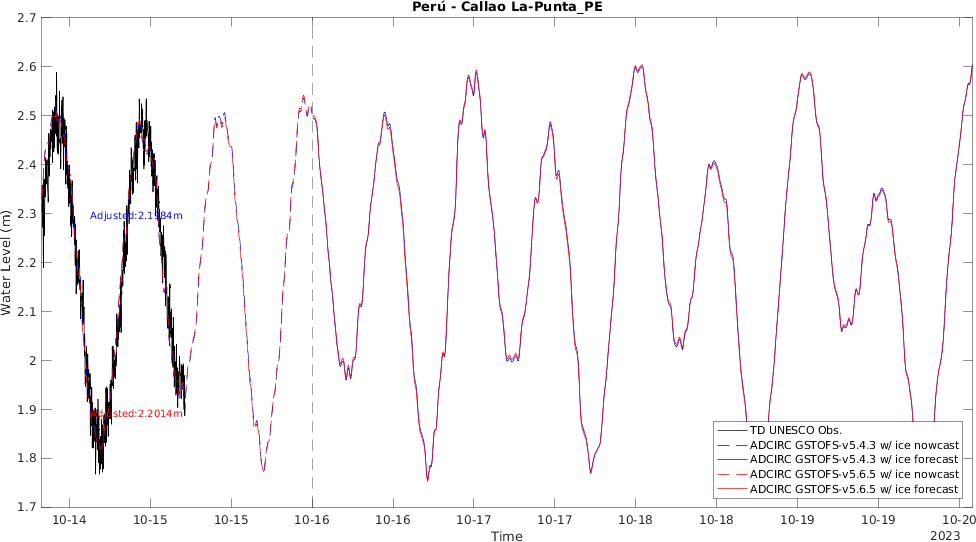 Perú - Callao La-Punta_PE
2.7
2.6
2.5
2.4
2.3
2.2
2.1
2
1.9
1.8
1.7
Water Level (m)
Adjusted:2.1984m
Adjusted:2.2014m
TD UNESCO Obs.
ADCIRC GSTOFS-v5.4.3 w/ ice nowcast
ADCIRC GSTOFS-v5.4.3 w/ ice forecast
ADCIRC GSTOFS-v5.6.5 w/ ice nowcast
ADCIRC GSTOFS-v5.6.5 w/ ice forecast
10-14 10-15 10-15 10-16 10-16 10-17 10-17 10-18 10-18 10-19 10-19 10-20
Time
2023